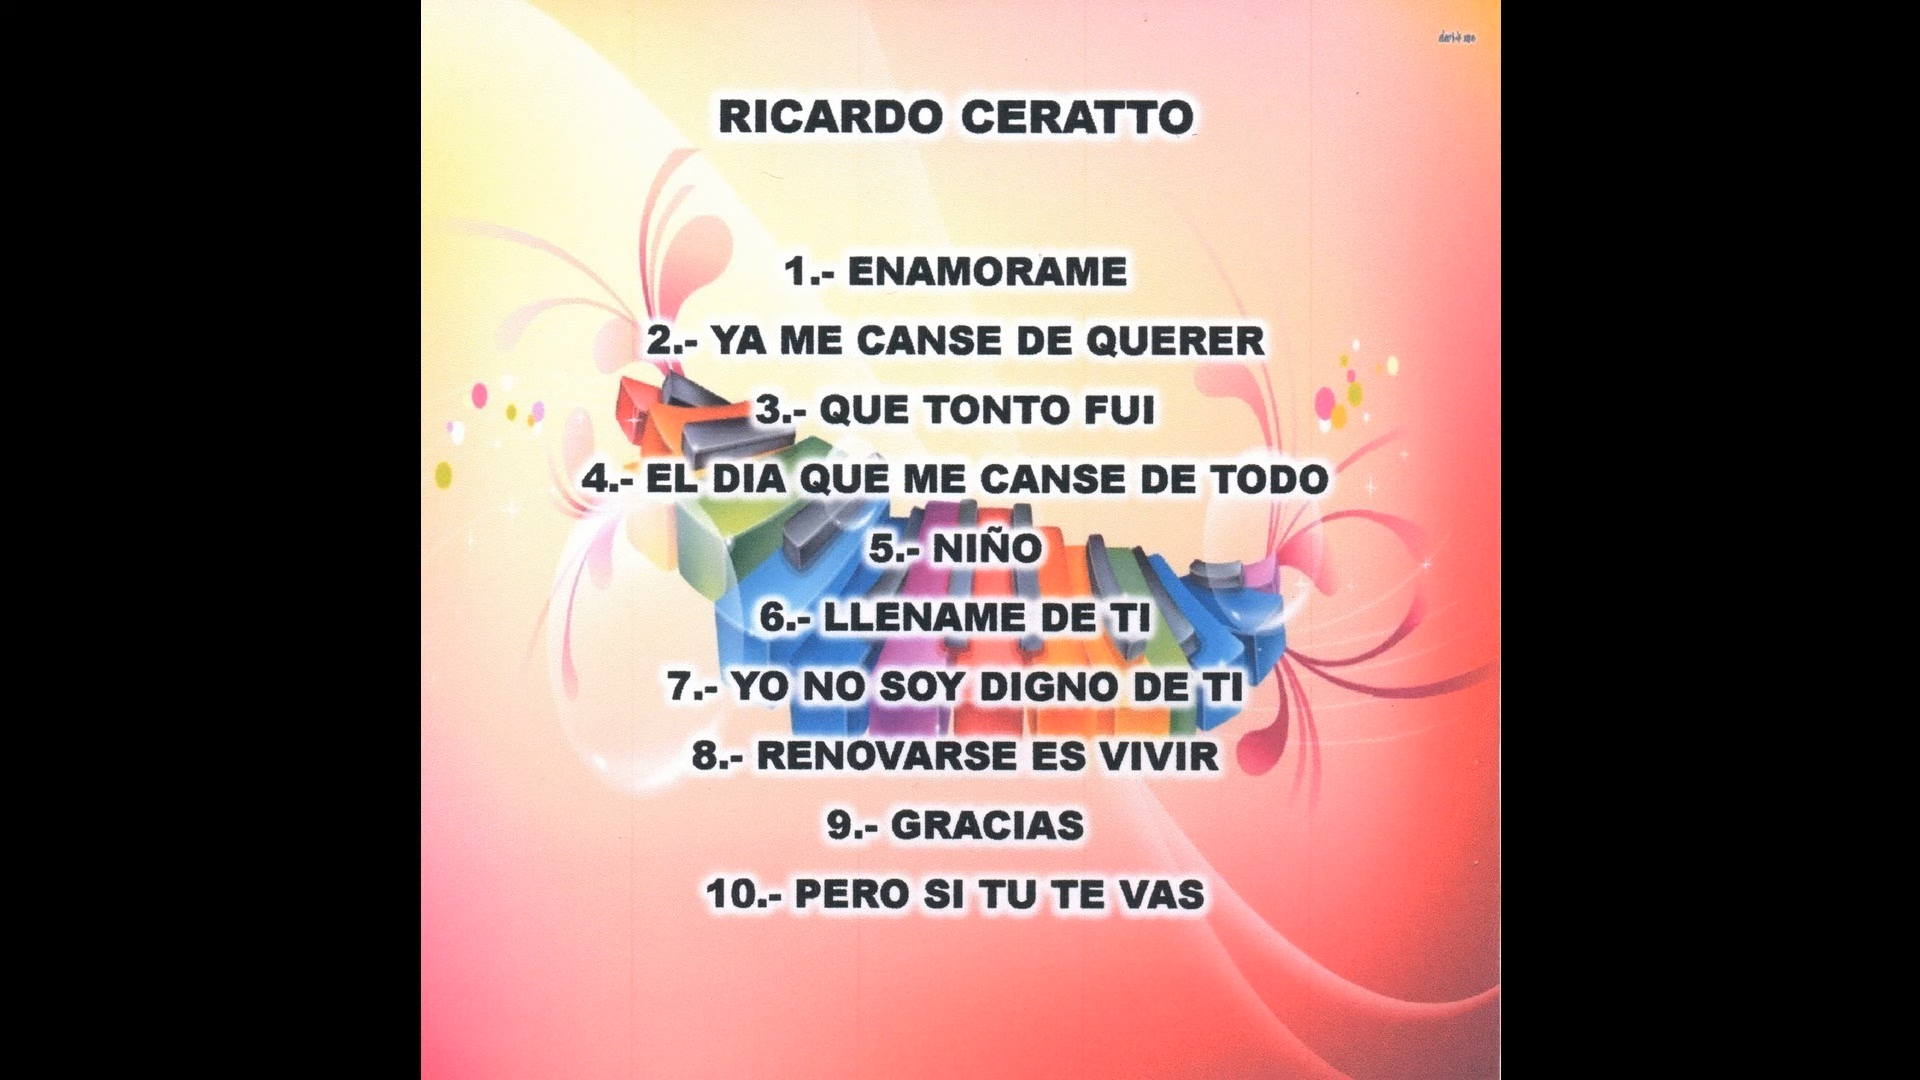 RICARDO CERATTO
1.- ENAMORAME
2.- YA ME CANSE DE QUERER
3.- QUE TONTO FUI
4.- EL DIA QUE ME CANSE DE TODO
5.- NIÑO
6.- LLENAME DE TI
7.- YO NO SOY DIGNO DE TI
8.- RENOVARSE ES VIVIR
9.- GRACIAS
10.- PERO SI TU TE VAS